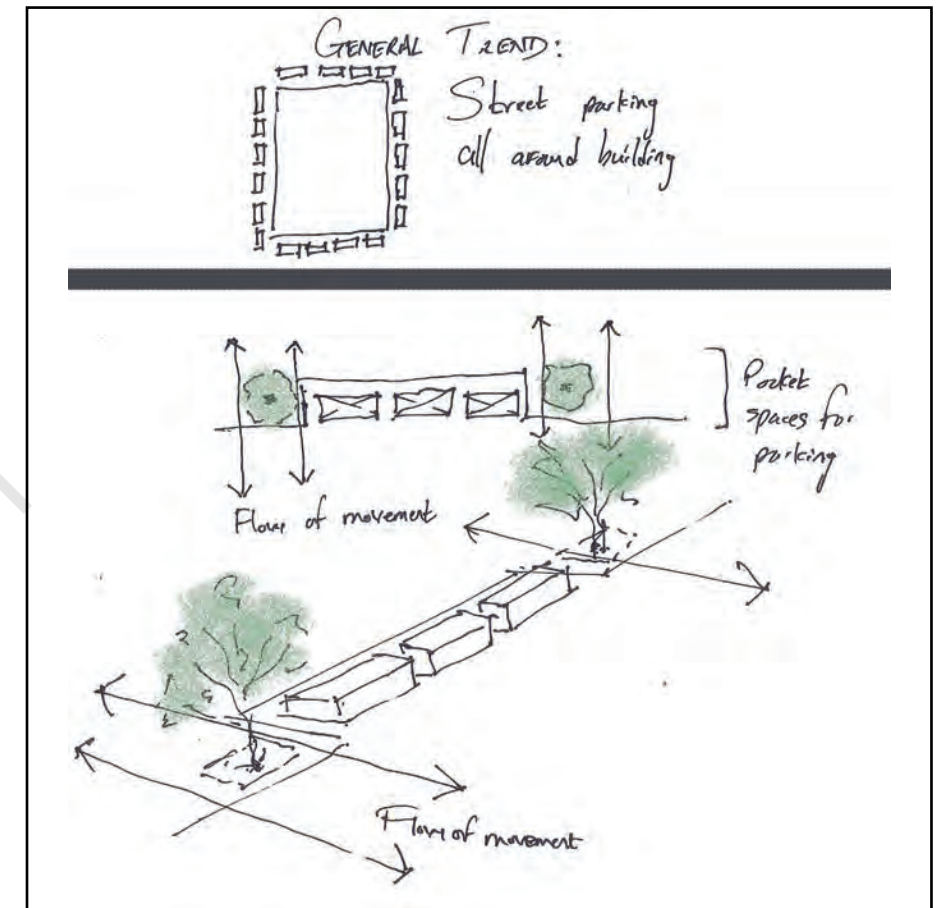 GENERAL TREND:
Street parking
all around building
Pocket
spaces for
parking
Flow of movement
Flow of movement